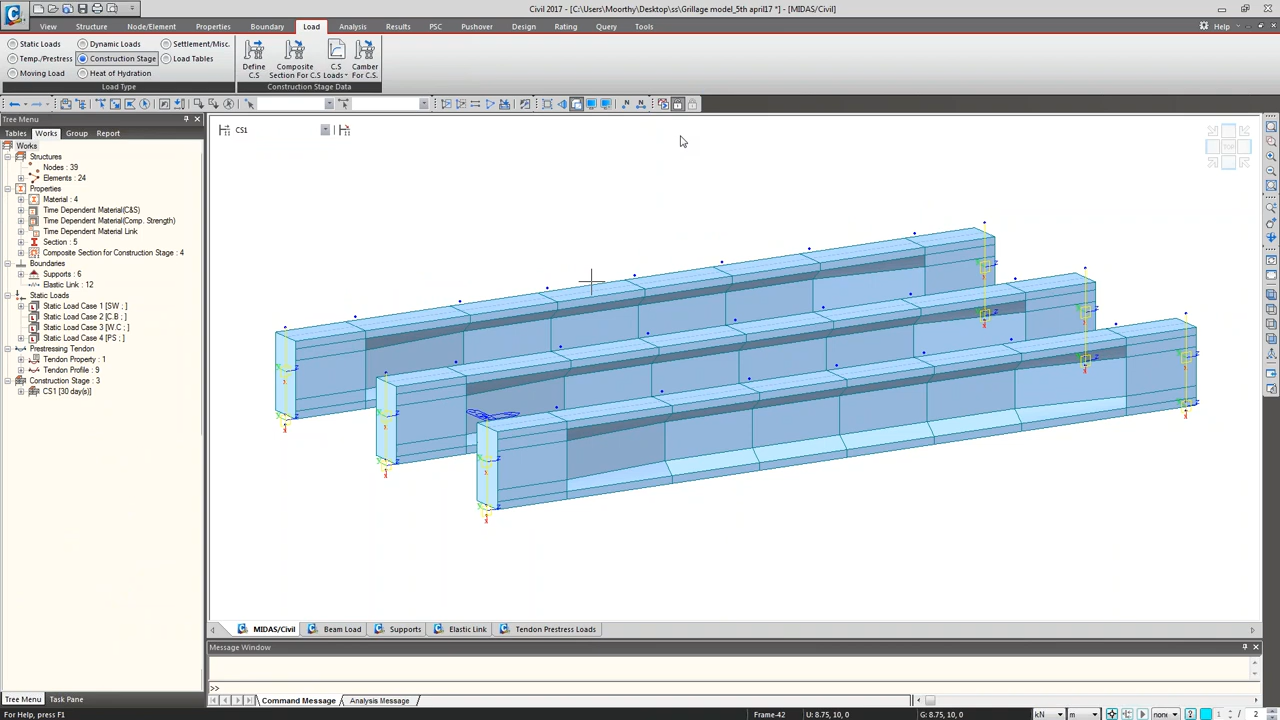 Civil 2017 - [C:\Users\Moorthy\Desktop\ss\Grillage model_5th april17 *] - [MIDAS/Civil]
View Structure Node/Element Properties Boundary Load Analysis Results PSC Pushover Design Rating Query Tools Help
Static Loads Dynamic Loads Settlement/Misc.
Temp./Prestress Construction Stage Load Tables
Moving Load Heat of Hydration
Load Type
Define C.S
Composite Section For C.S
C.S Loads
Camber For C.S.
Construction Stage Data
Tree Menu
Tables Works Group Report
CS1
TOP
Works
Structures
Nodes : 39
Elements : 24
Properties
Material : 4
Time Dependent Material(C&S)
Time Dependent Material(Comp. Strength)
Time Dependent Material Link
Section : 5
Composite Section for Construction Stage : 4
Boundaries
Supports : 6
Elastic Link : 12
Static Loads
Static Load Case 1 [SW ; ]
Static Load Case 2 [C.B ; ]
Static Load Case 3 [W.C ; ]
Static Load Case 4 [PS ; ]
Prestressing Tendon
Tendon Property : 1
Tendon Profile : 9
Construction Stage : 3
CS1 [30 day(s)]
MIDAS/Civil Beam Load Supports Elastic Link Tendon Prestress Loads
Message Window
>>
Tree Menu Task Pane
Command Message Analysis Message
For Help, press F1
Frame-42
U: 8.75, 10, 0
G: 8.75, 10, 0
kN
m
none
1
/ 2